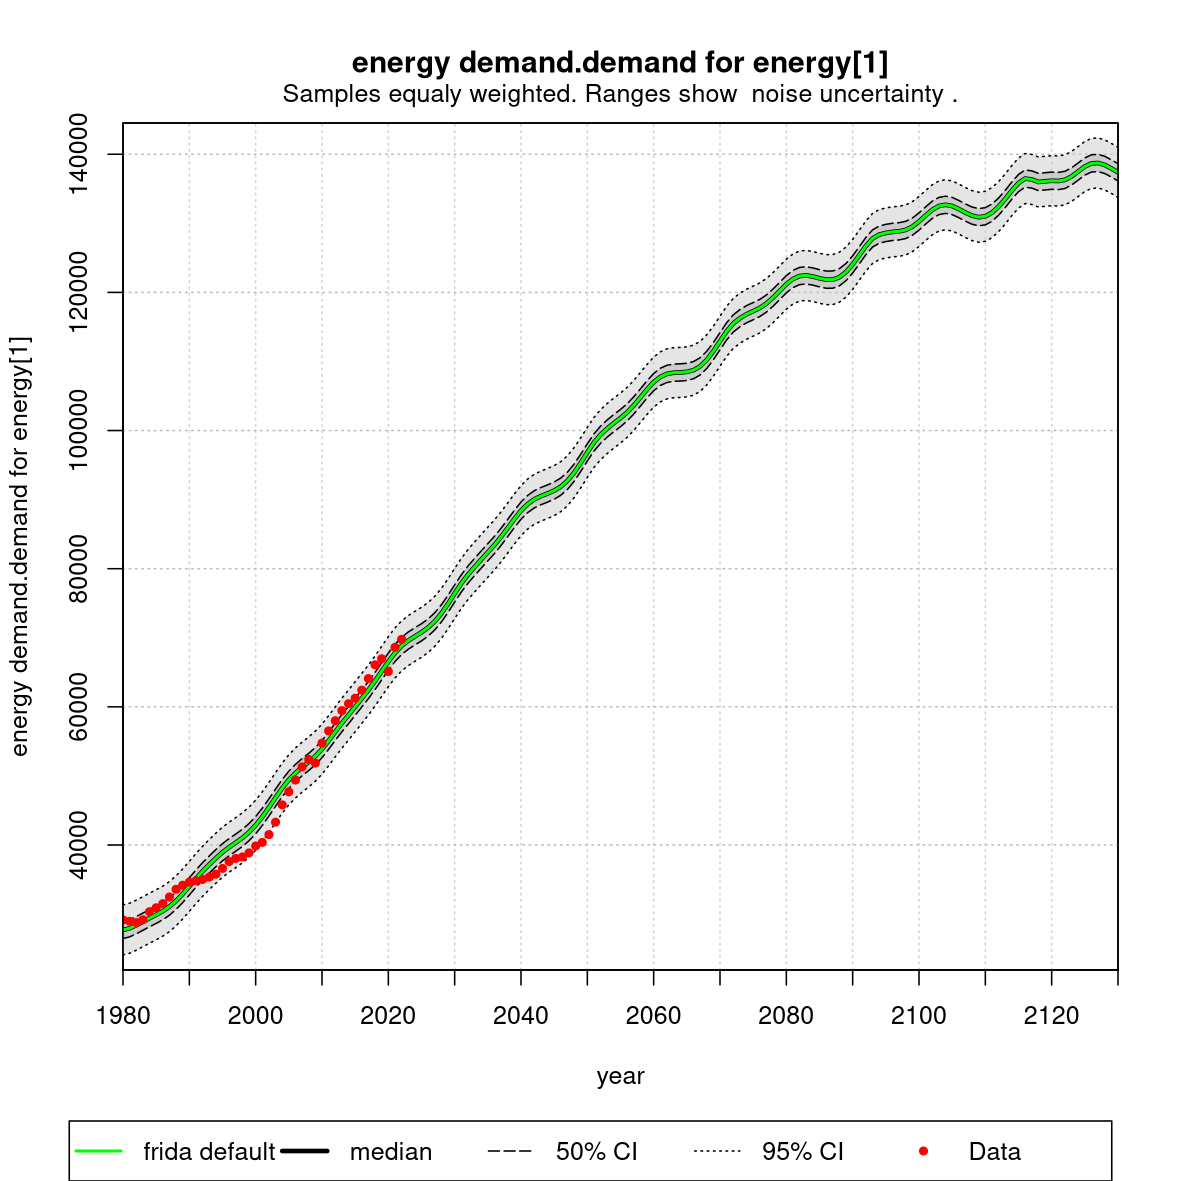 energy demand.demand for energy[1]
Samples equaly weighted. Ranges show  noise uncertainty .
energy demand.demand for energy[1]
140000
120000
100000
80000
60000
40000
1980 2000 2020 2040 2060 2080 2100 2120
year
frida default median 50% CI 95% CI Data